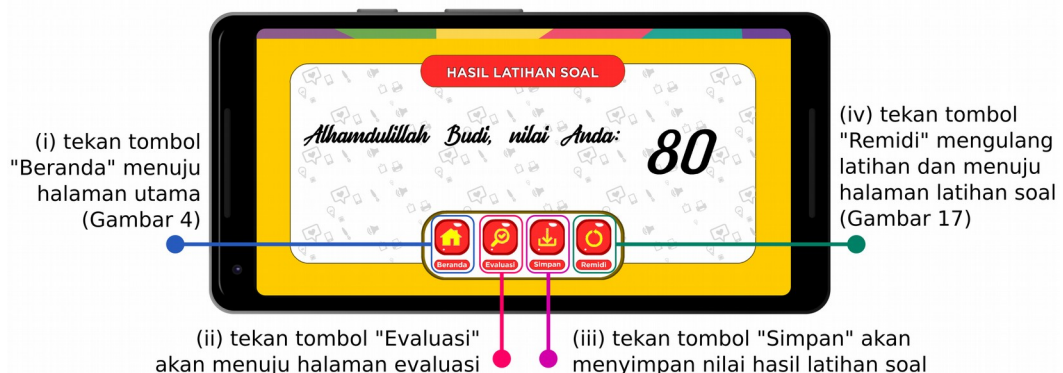 HASIL LATIHAN SOAL
Alhamdulillah Budi, nilai Anda: 80
Beranda Evaluasi Simpan Remidi
(i) tekan tombol
"Beranda" menuju
halaman utama
(Gambar 4)
(iv) tekan tombol
"Remidi" mengulang
latihan dan menuju
halaman latihan soal
(Gambar 17)
(ii) tekan tombol "Evaluasi"
akan menuju halaman evaluasi
(iii) tekan tombol "Simpan" akan
menyimpan nilai hasil latihan soal